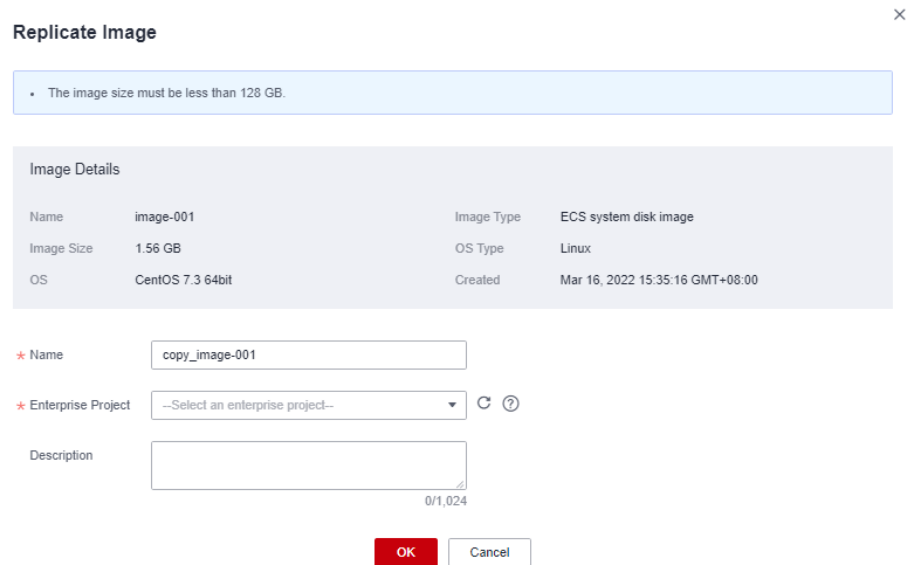 Replicate Image
• The image size must be less than 128 GB.
Image Details
Name image-001 Image Type ECS system disk image
Image Size 1.56 GB OS Type Linux
OS CentOS 7.3 64bit Created Mar 16, 2022 15:35:16 GMT+08:00
* Name copy_image-001
* Enterprise Project --Select an enterprise project--
Description
0/1,024
OK Cancel